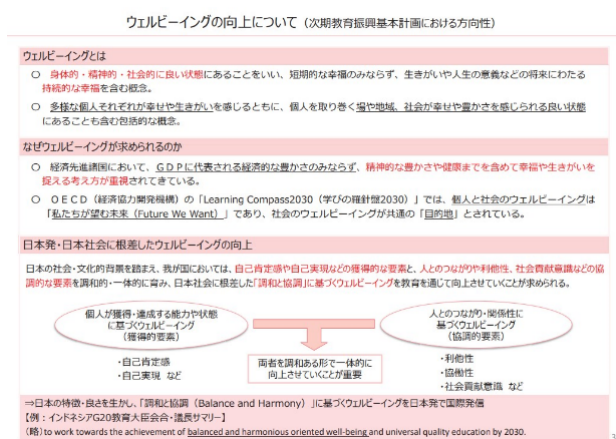 ウェルビーイングの向上について（次期教育振興基本計画における方向性）
ウェルビーイングとは
○ 身体的・精神的・社会的に良い状態にあることをいい、短期的な幸福のみならず、生きがいや人生の意義などの将来にわたる
持続的な幸福を含む概念。
○ 多様な個人それぞれが幸せや生きがいを感じるともに、個人を取り巻く場や地域、社会が幸せや豊かさを感じられる良い状態
にあることも含む包括的な概念。
なぜウェルビーイングが求められるのか
○ 経済先進諸国において、ＧＤＰに代表される経済的な豊かさのみならず、精神的な豊かさや健康までを含めて幸福や生きがいを
捉える考え方が重視されてきている。
○ ＯＥＣＤ（経済協力開発機構）の「Learning Compass2030（学びの羅針盤2030）」では、個人と社会のウェルビーイングは
「私たちが望む未来（Future We Want）」であり、社会のウェルビーイングが共通の「目的地」とされている。
日本発・日本社会に根差したウェルビーイングの向上
日本の社会・文化的背景を踏まえ、我が国においては、自己肯定感や自己実現などの獲得的な要素と、人とのつながりや利他性、社会貢献意識などの協
調的な要素を調和的・一体的に育み、日本社会に根差した「調和と協調」に基づくウェルビーイングを教育を通じて向上させていくことが求められる。
個人が獲得・達成する能力や状態
に基づくウェルビーイング
（獲得的要素）
・自己肯定感
・自己実現 など
両者を調和ある形で一体的に
向上させていくことが重要
人とのつながり・関係性に
基づくウェルビーイング
（協調的要素）
・利他性
・協働性
・社会貢献意識 など
⇒日本の特徴・良さを生かし、「調和と協調（Balance and Harmony）」に基づくウェルビーイングを日本発で国際発信
【例：インドネシアG20教育大臣会合・議長サマリー】
（略）to work towards the achievement of balanced and harmonious oriented well-being and universal quality education by 2030.